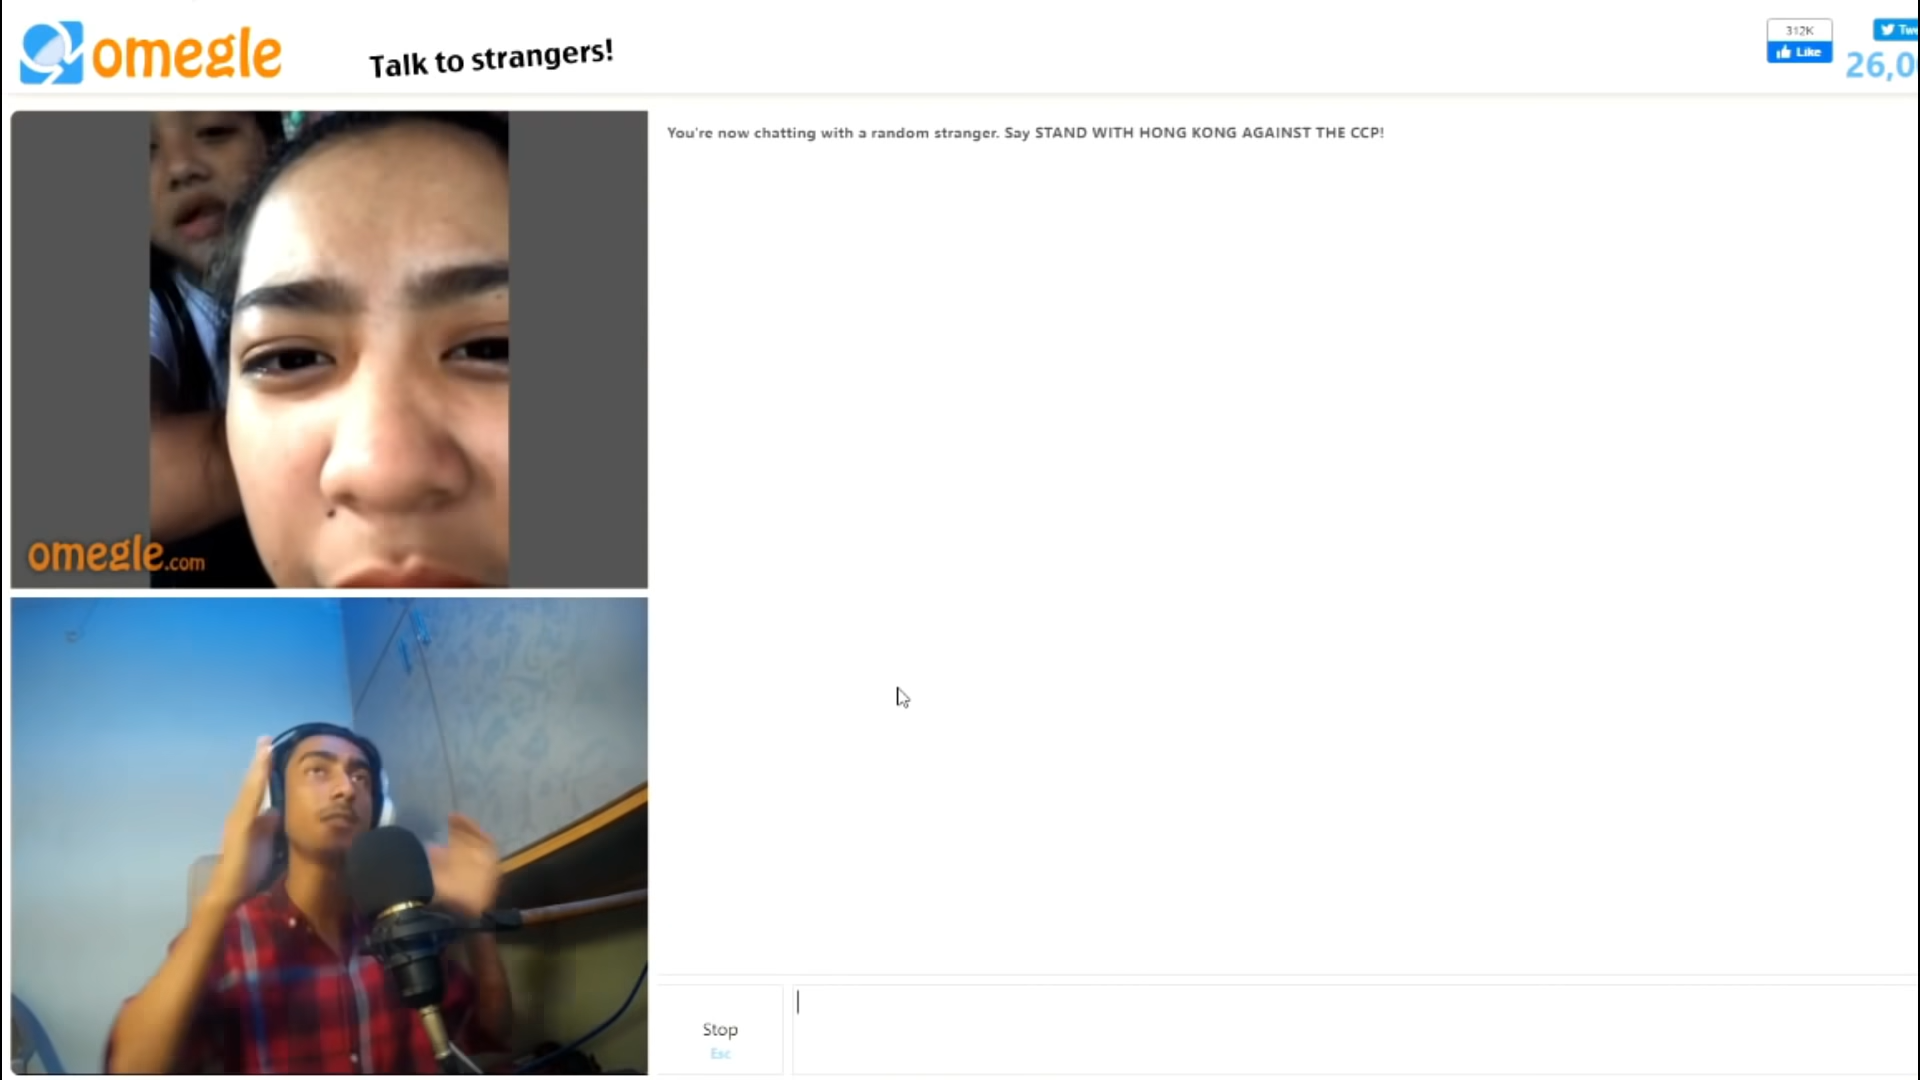 omegle
Talk to strangers!
312K
Like
Twe
26,0
You're now chatting with a random stranger. Say STAND WITH HONG KONG AGAINST THE CCP!
omegle.com
Stop
Esc